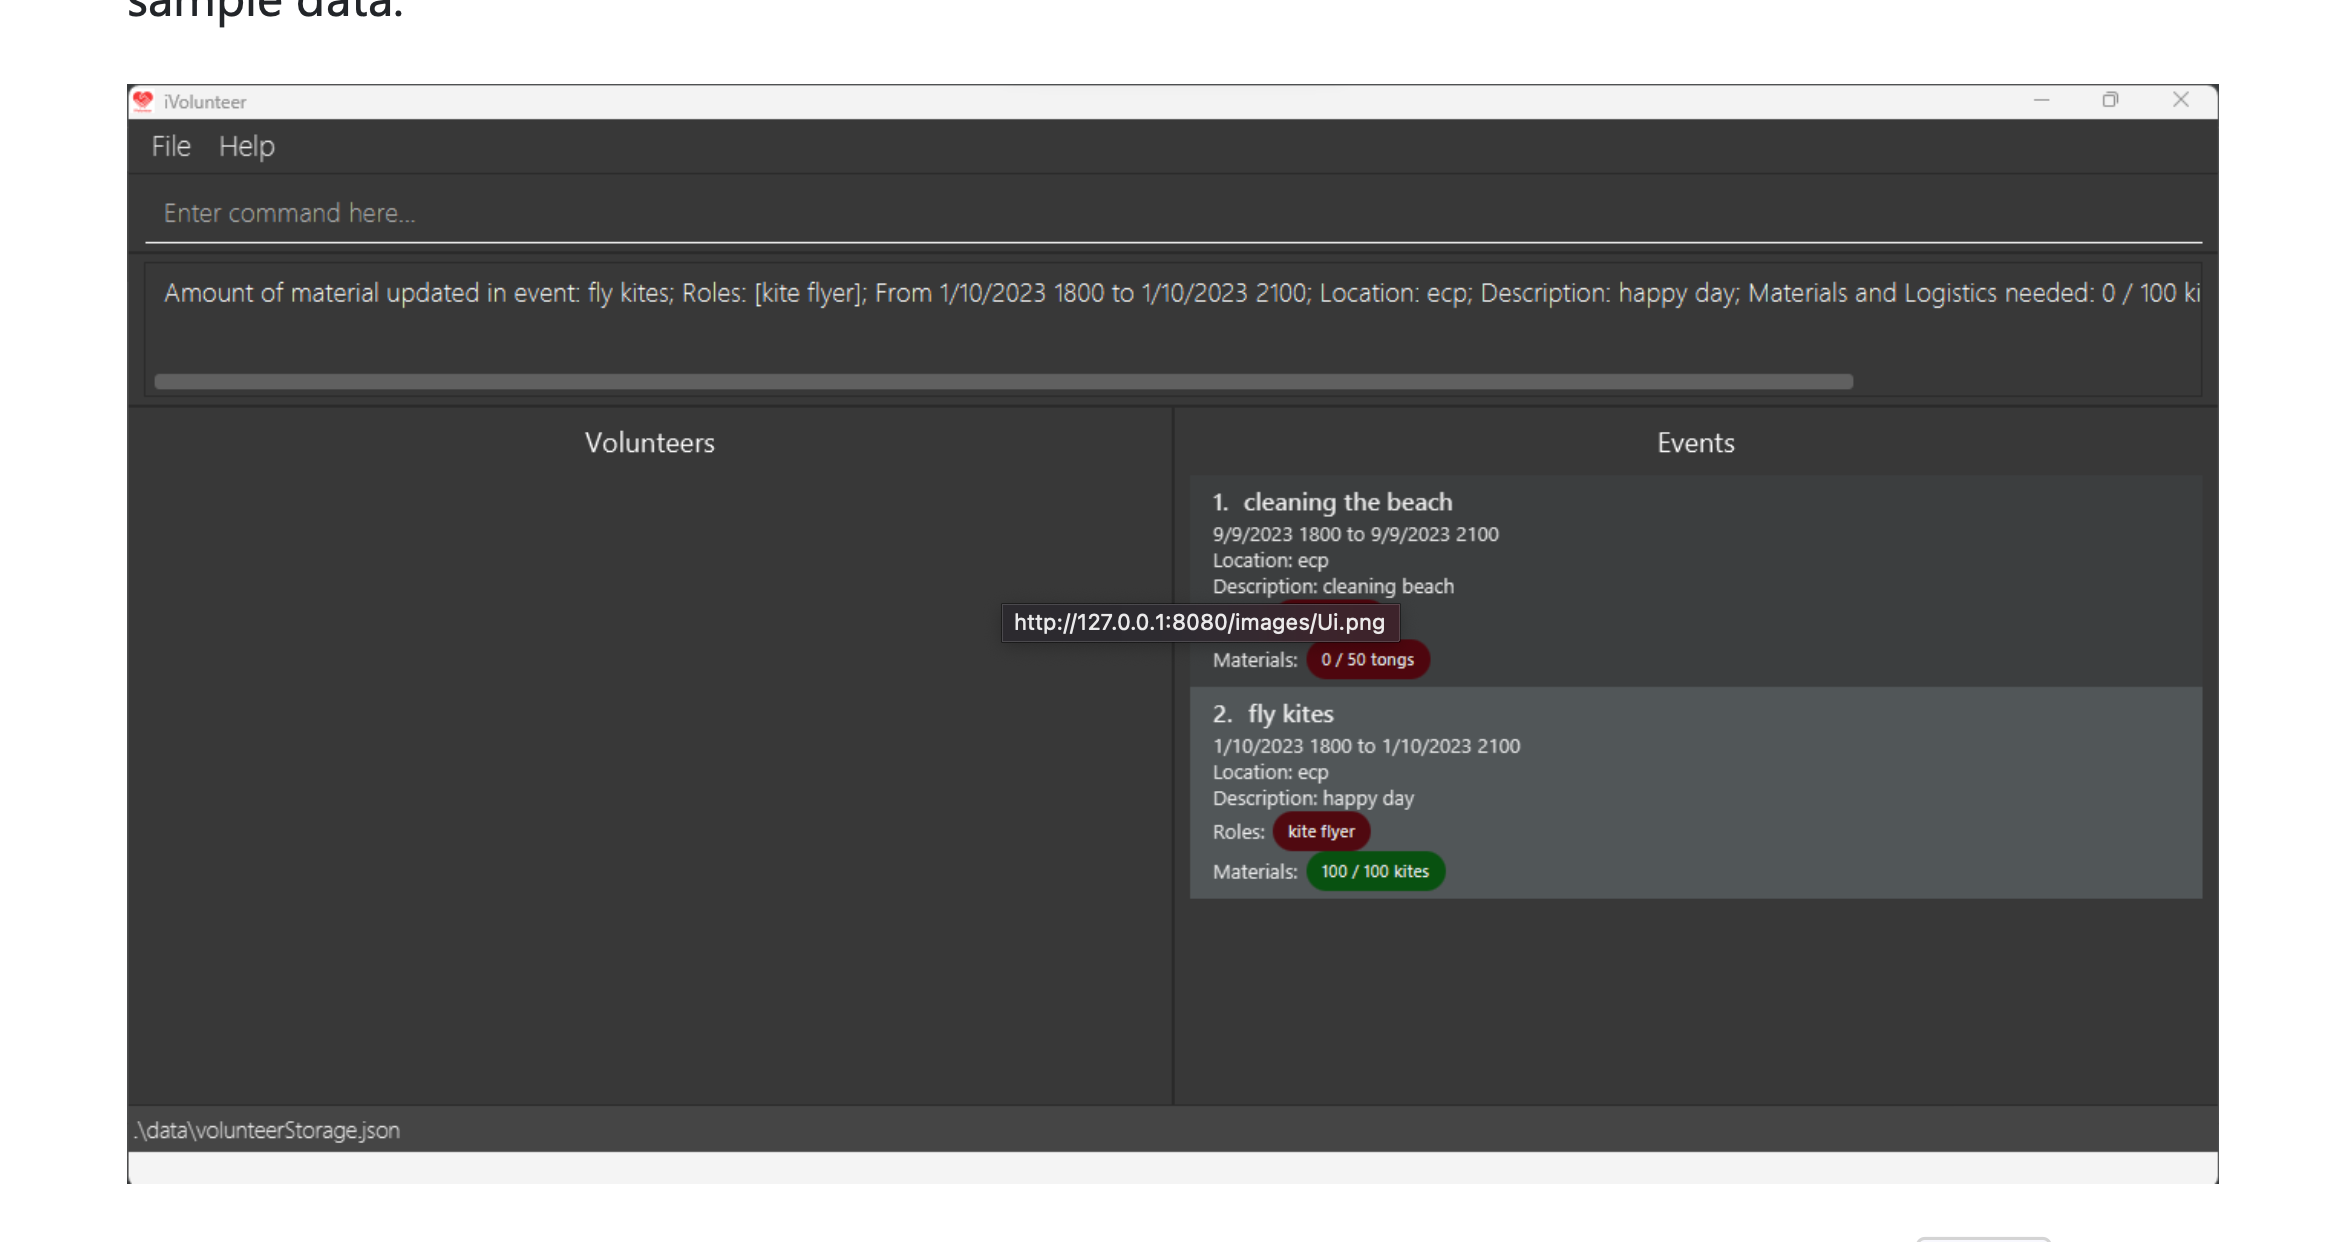 sample data.
iVolunteer
File Help
Enter command here...
Amount of material updated in event: fly kites; Roles: [kite flyer]; From 1/10/2023 1800 to 1/10/2023 2100; Location: ecp; Description: happy day; Materials and Logistics needed: 0 / 100 ki
Volunteers
Events
1. cleaning the beach
9/9/2023 1800 to 9/9/2023 2100
Location: ecp
Description: cleaning beach
http://127.0.0.1:8080/images/Ui.png
Materials: 0 / 50 tongs
2. fly kites
1/10/2023 1800 to 1/10/2023 2100
Location: ecp
Description: happy day
Roles: kite flyer
Materials: 100 / 100 kites
.\data\volunteerStorage.json